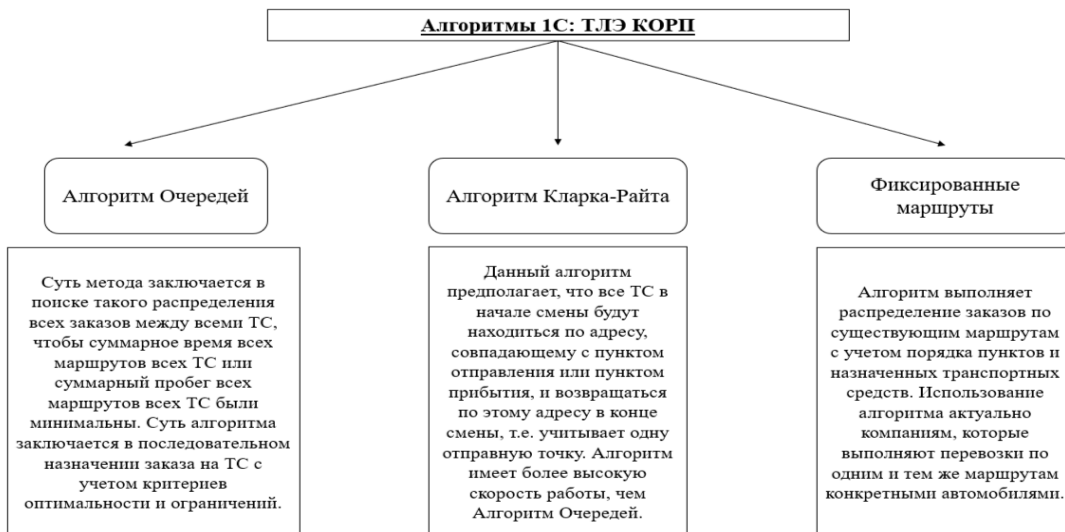 Алгоритмы 1С: ТЛЭ КОРП
Алгоритм Очередей
Суть метода заключается в
поиске такого распределения
всех заказов между всеми ТС,
чтобы суммарное время всех
маршрутов всех ТС или
суммарный пробег всех
маршрутов всех ТС были
минимальны. Суть алгоритма
заключается в последовательном
назначении заказа на ТС с
учетом критериев
оптимальности и ограничений.
Алгоритм Кларка-Райта
Данный алгоритм
предполагает, что все ТС в
начале смены будут
находиться по адресу,
совпадающему с пунктом
отправления или пунктом
прибытия, и возвращаться
по этому адресу в конце
смены, т.е. учитывает одну
отправную точку. Алгоритм
имеет более высокую
скорость работы, чем
Алгоритм Очередей.
Фиксированные
маршруты
Алгоритм выполняет
распределение заказов по
существующим маршрутам
с учетом порядка пунктов и
назначенных транспортных
средств. Использование
алгоритма актуально
компаниям, которые
выполняют перевозки по
одним и тем же маршрутам
конкретными автомобилями.